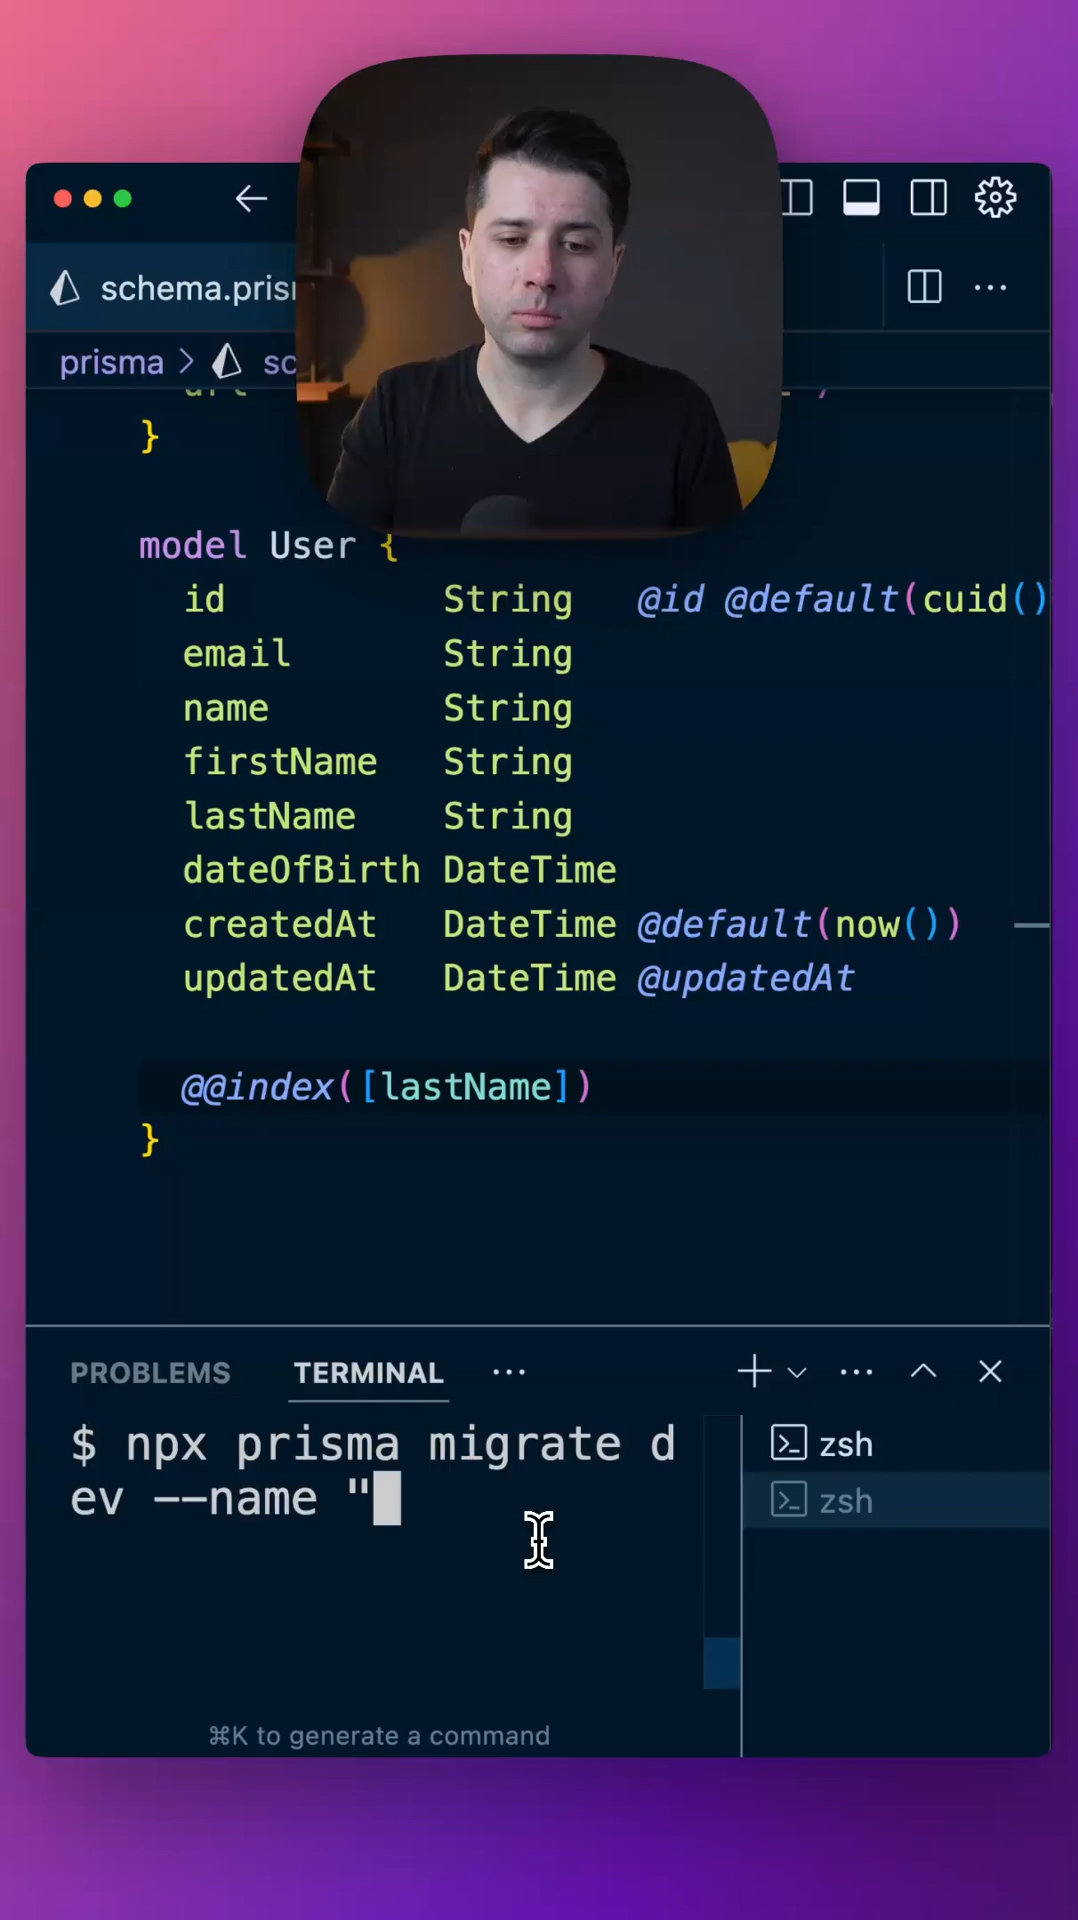 schema.pris
prisma > sc
}
model User {
id String @id @default(cuid()
email String
name String
firstName String
lastName String
dateOfBirth DateTime
createdAt DateTime @default(now())
updatedAt DateTime @updatedAt
@@index([lastName])
}
PROBLEMS TERMINAL
$ npx prisma migrate d
ev --name "
zsh
zsh
⌘K to generate a command